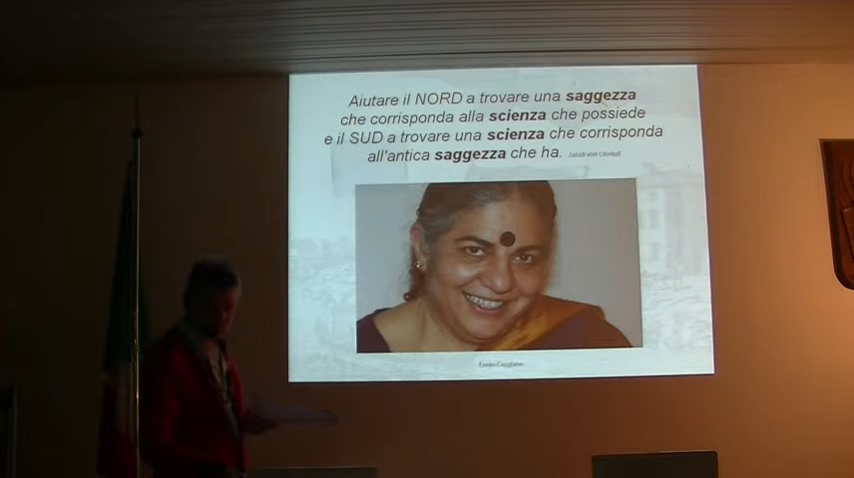 Aiutare il NORD a trovare una saggezza
che corrisponda alla scienza che possiede
e il SUD a trovare una scienza che corrisponda
all'antica saggezza che ha.